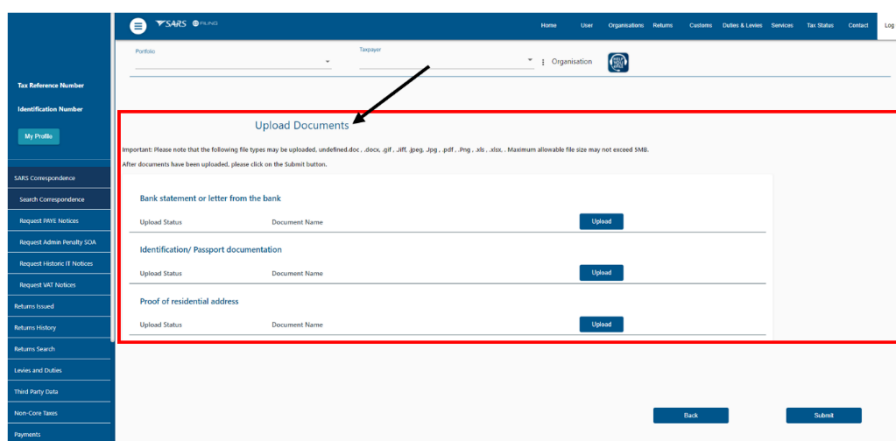 SARS eFILING
Home User Organisations Returns Customs Duties & Levies Services Tax Status Contact Log
Portfolio
Taxpayer
Organisation
Tax Reference Number
Identification Number
My Profile
SARS Correspondence
Search Correspondence
Request PAYE Notices
Request Admin Penalty SOA
Request Historic IT Notices
Request VAT Notices
Returns Issued
Returns History
Returns Search
Levies and Duties
Third Party Data
Non-Core Taxes
Payments
Upload Documents
Important: Please note that the following file types may be uploaded, undefined.doc , .docx, .gif , .Jiff, .jpeg, .Jpg , .pdf , .Png , .xls , .xlsx, . Maximum allowable file size may not exceed 5MB.
After documents have been uploaded, please click on the Submit button.
Bank statement or letter from the bank
Upload Status Document Name Upload
Identification/ Passport documentation
Upload Status Document Name Upload
Proof of residential address
Upload Status Document Name Upload
Back Submit